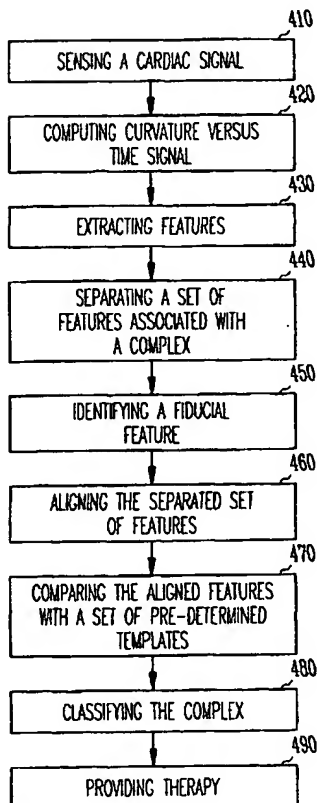 410
SENSING A CARDIAC SIGNAL
420
COMPUTING CURVATURE VERSUS
TIME SIGNAL
430
EXTRACTING FEATURES
440
SEPARATING A SET OF
FEATURES ASSOCIATED WITH
A COMPLEX
450
IDENTIFYING A FIDUCIAL
FEATURE
460
ALIGNING THE SEPARATED SET
OF FEATURES
470
COMPARING THE ALIGNED FEATURES
WITH A SET OF PRE-DETERMINED
TEMPLATES
480
CLASSIFYING THE COMPLEX
490
PROVIDING THERAPY